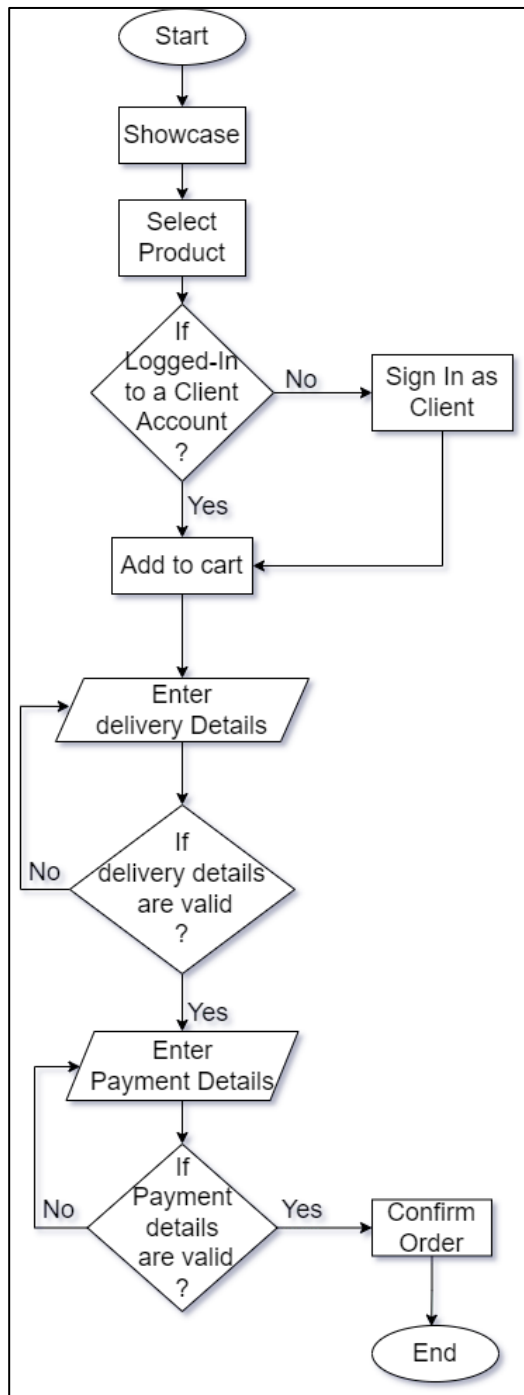 Start
Showcase
Select
Product
If
Logged-In
to a Client
Account
?
No
Sign In as
Client
Yes
Add to cart
Enter
delivery Details
If
delivery details
are valid
?
No
Yes
Enter
Payment Details
If
Payment
details
are valid
?
No
Yes
Confirm
Order
End